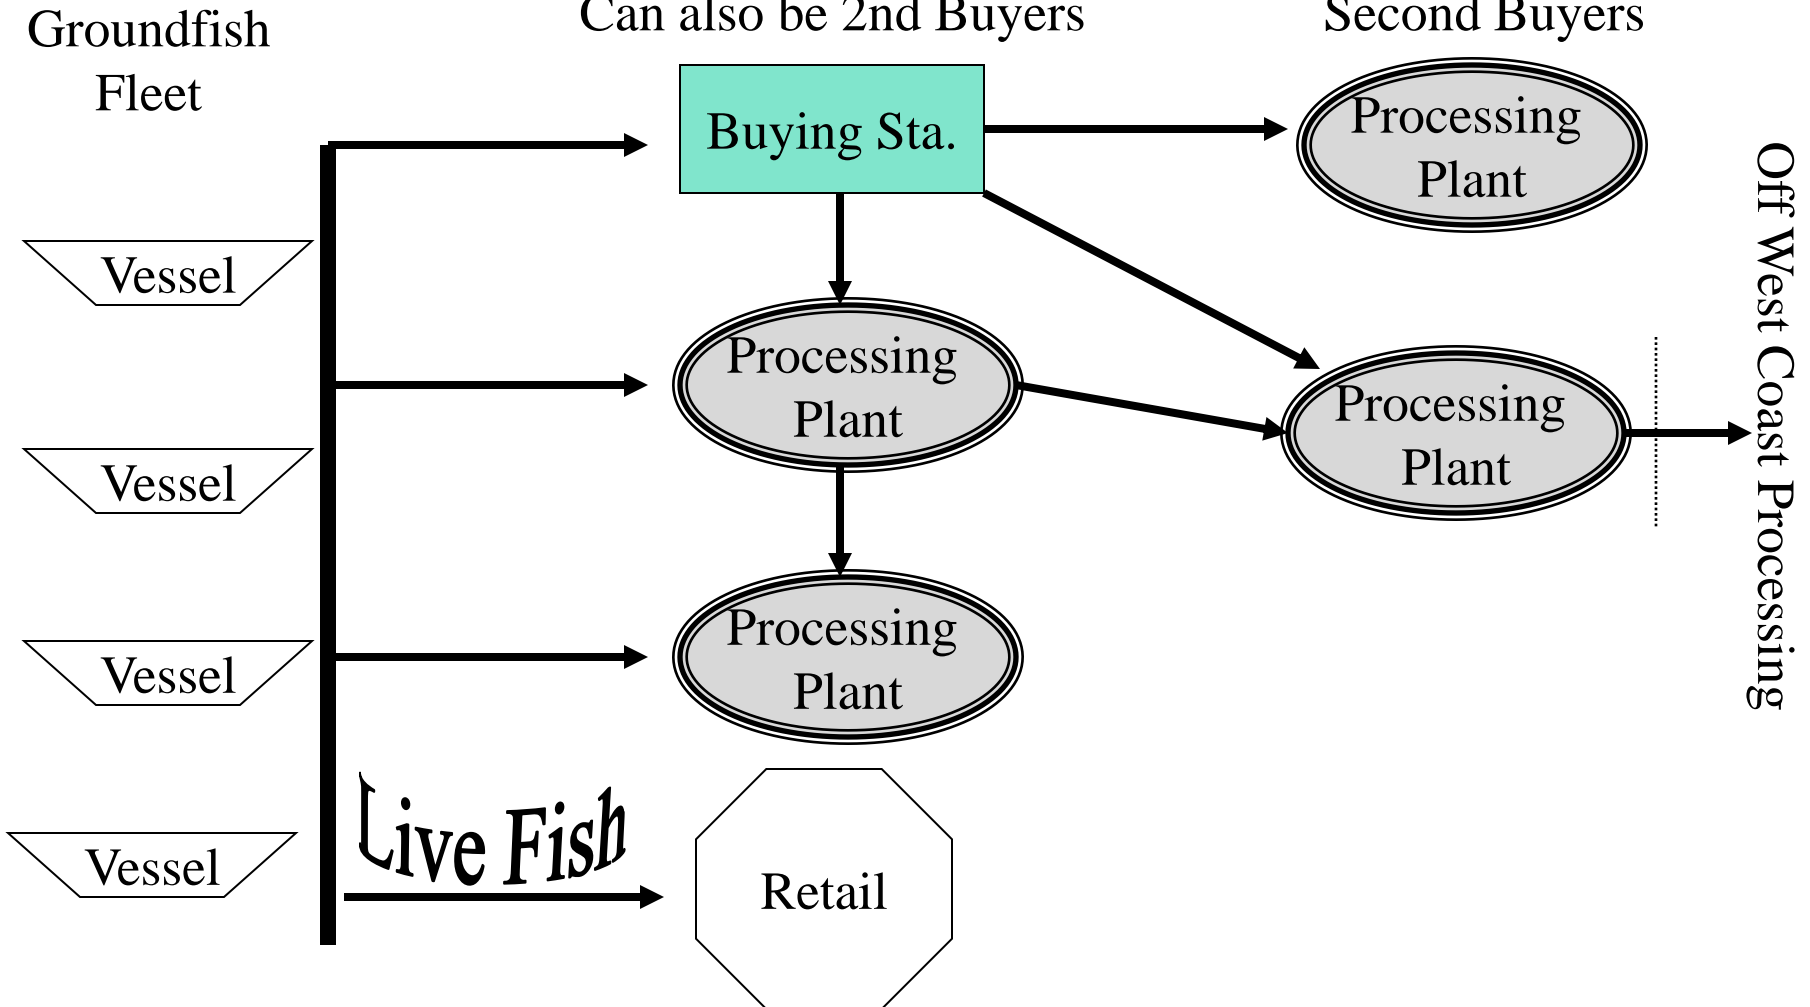 Groundfish
Fleet
Can also be 2nd Buyers
Second Buyers
Buying Sta.
Processing
Plant
Vessel
Processing
Plant
Processing
Plant
Vessel
Vessel
Processing
Plant
Vessel
Live Fish
Retail
Off West Coast Processing